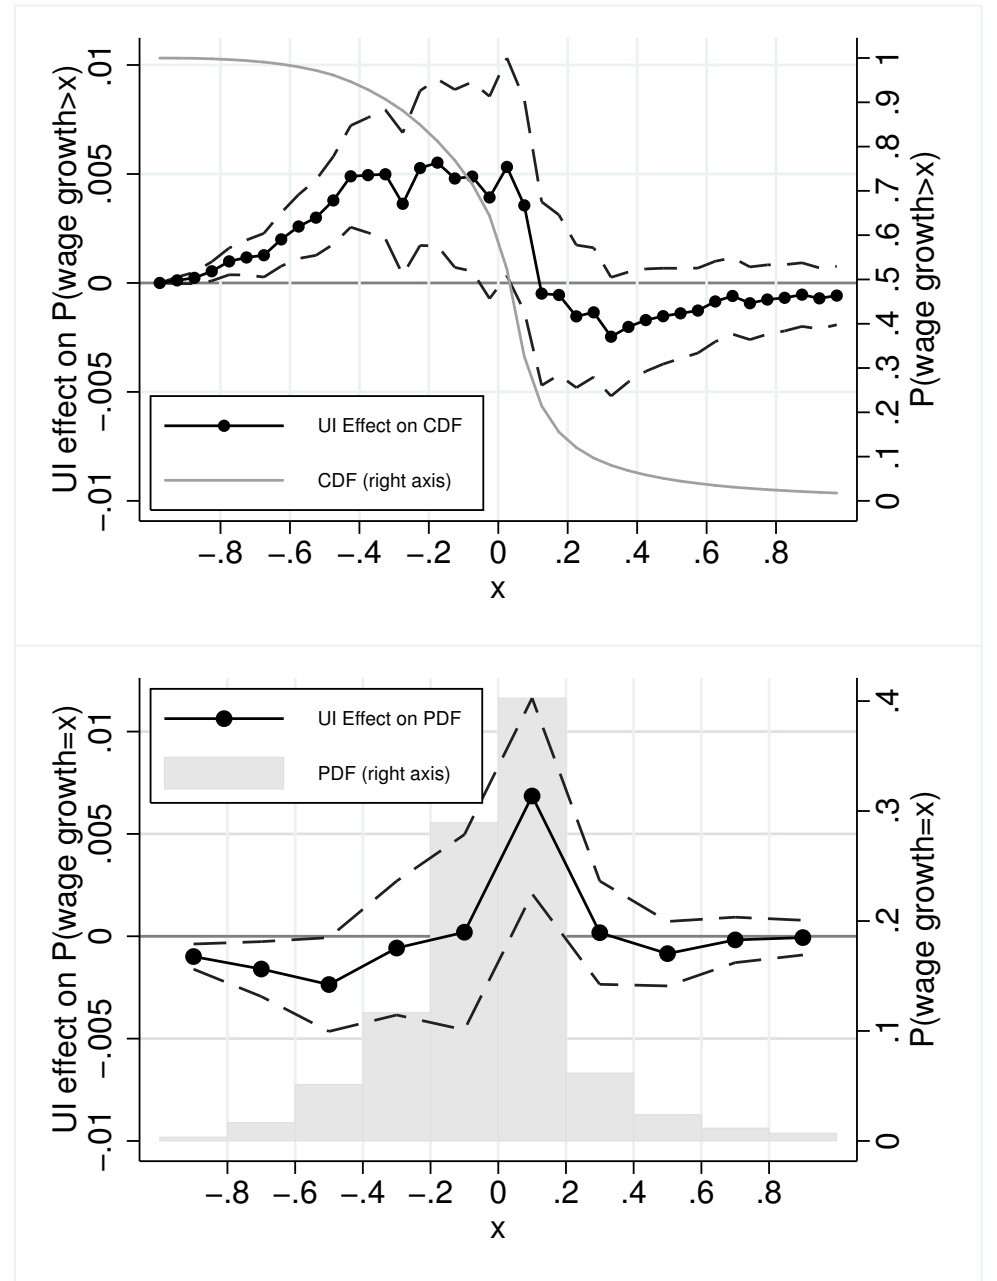 UI effect on P(wage growth>x)
.01
.005
0
−.005
−.01
1
.9
.8
.7
.6
.5
.4
.3
.2
.1
0
P(wage growth>x)
UI Effect on CDF
CDF (right axis)
−.8 −.6 −.4 −.2 0 .2 .4 .6 .8
x
UI effect on P(wage growth=x)
.01
.005
0
−.005
−.01
.4
.3
.2
.1
0
P(wage growth=x)
UI Effect on PDF
PDF (right axis)
−.8 −.6 −.4 −.2 0 .2 .4 .6 .8
x